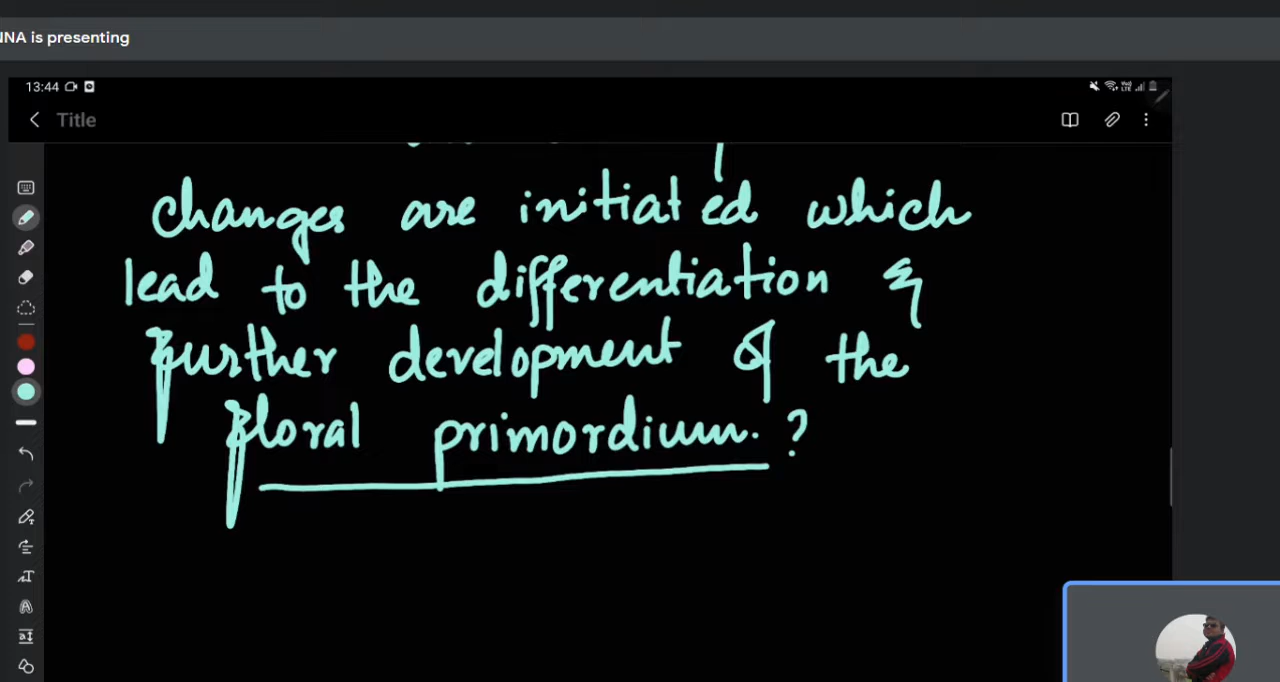 NNA is presenting
13:44
Title
changes are initiated which
lead to the differentiation &
further development of the
floral primordium. ?